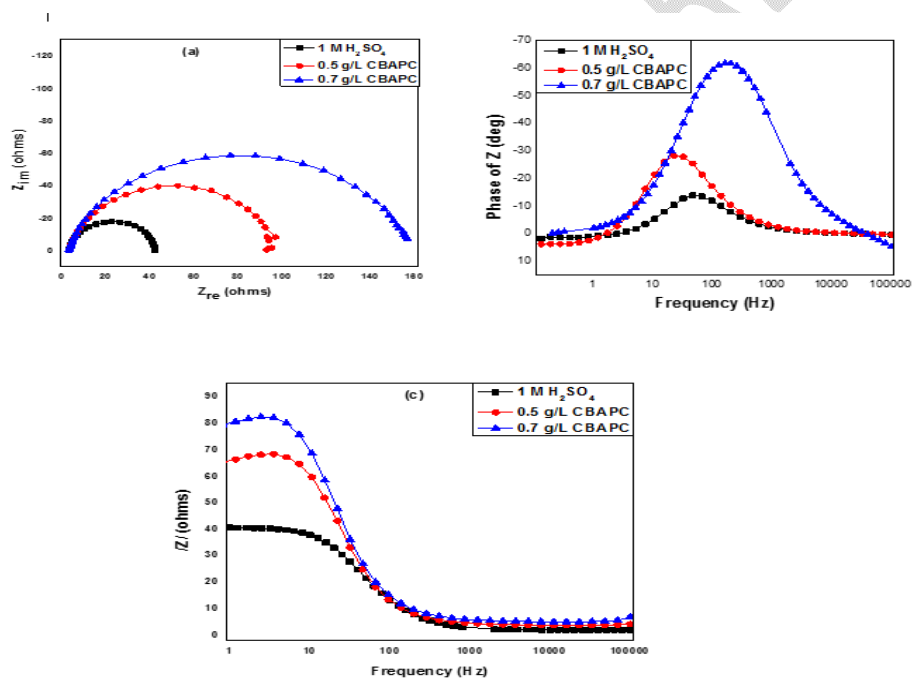 (a)
1 M H₂SO₄
0.5 g/L CBAPC
0.7 g/L CBAPC
-120
-100
-80
-60
-40
-20
0
Z_im (ohms)
0 20 40 60 80 100 120 140 160
Z_re (ohms)
1 M H₂SO₄
0.5 g/L CBAPC
0.7 g/L CBAPC
-70
-60
-50
-40
-30
-20
-10
0
10
Phase of Z (deg)
1 10 100 1000 10000 100000
Frequency (Hz)
(c)
1 M H₂SO₄
0.5 g/L CBAPC
0.7 g/L CBAPC
90
80
70
60
50
40
30
20
10
0
/Z/ (ohms)
1 10 100 1000 10000 100000
Frequency (Hz)